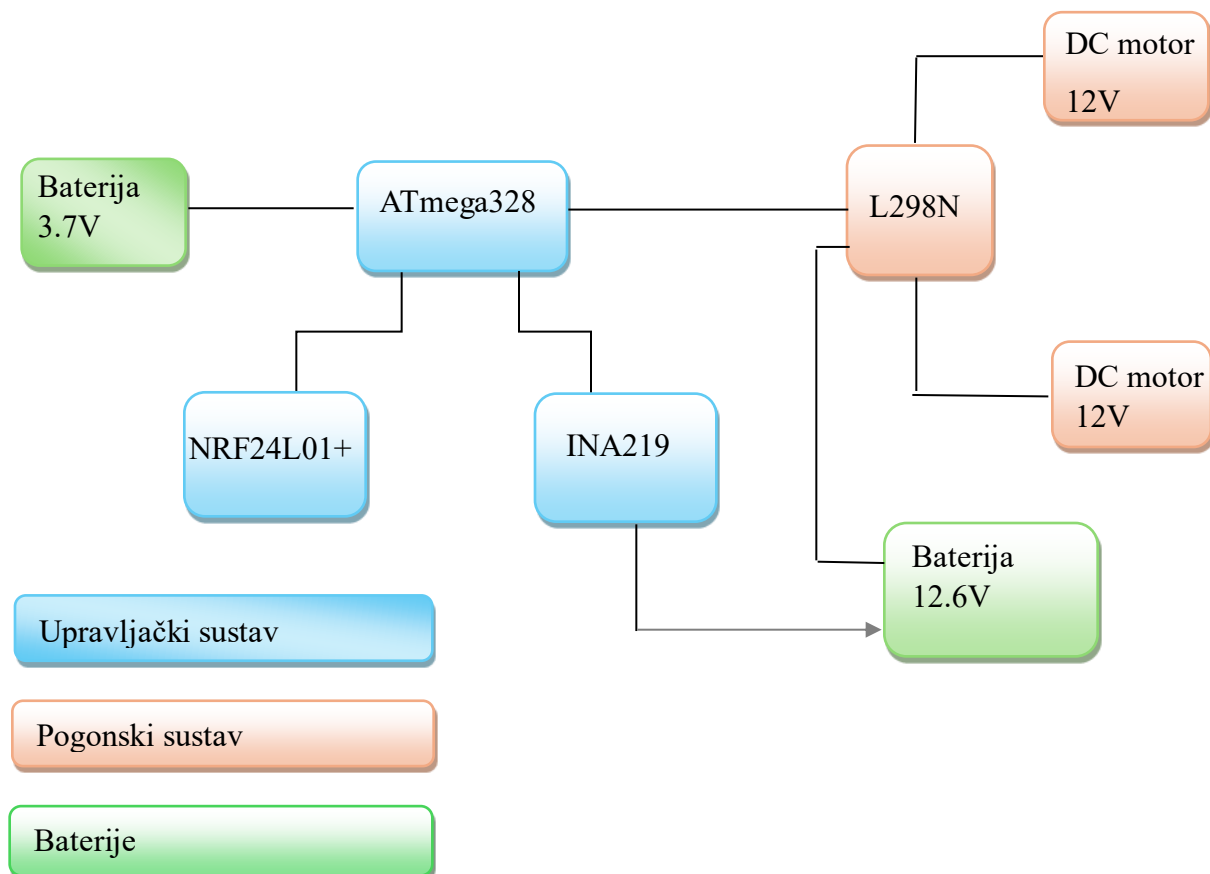 DC motor
12V
Baterija
3.7V
ATmega328
L298N
DC motor
12V
NRF24L01+
INA219
Baterija
12.6V
Upravljački sustav
Pogonski sustav
Baterije